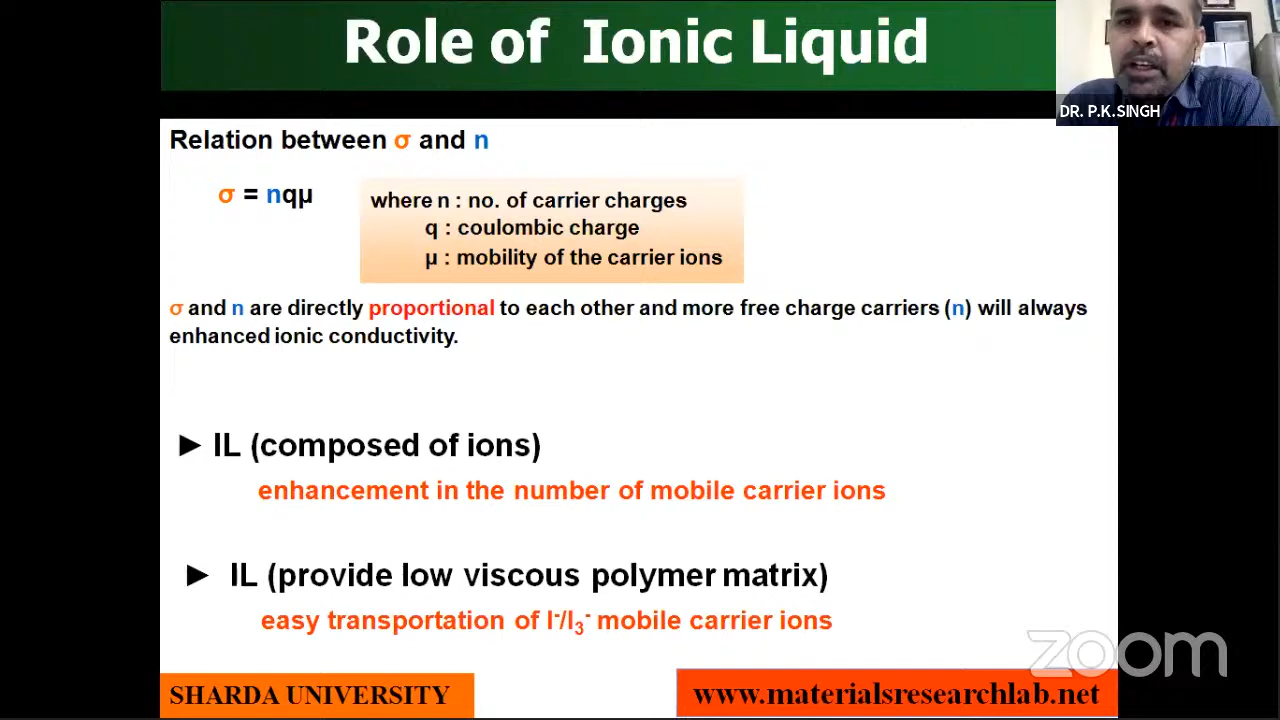 Role of Ionic Liquid
DR. P.K.SINGH
Relation between σ and n
σ = nqμ
where n : no. of carrier charges
q : coulombic charge
μ : mobility of the carrier ions
σ and n are directly proportional to each other and more free charge carriers (n) will always
enhanced ionic conductivity.
► IL (composed of ions)
enhancement in the number of mobile carrier ions
► IL (provide low viscous polymer matrix)
easy transportation of I⁻/I₃⁻ mobile carrier ions
zoom
SHARDA UNIVERSITY
www.materialsresearchlab.net